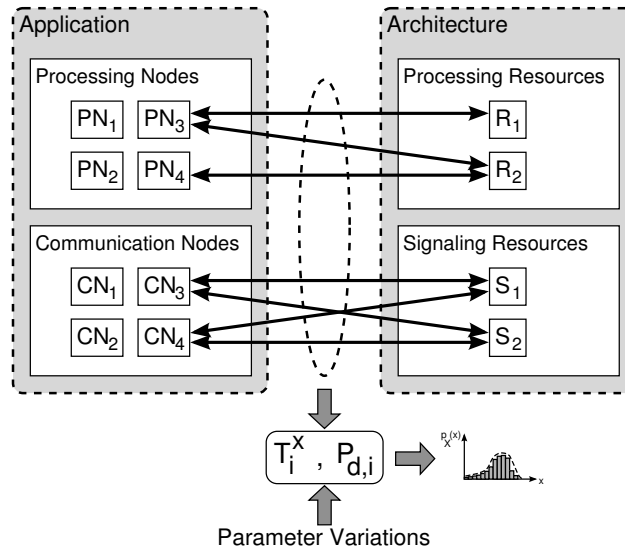 Application
Processing Nodes
PN1 PN3
PN2 PN4
Communication Nodes
CN1 CN3
CN2 CN4
Architecture
Processing Resources
R1
R2
Signaling Resources
S1
S2
T_i^x , P_d,i
p_X(x)
x
Parameter Variations